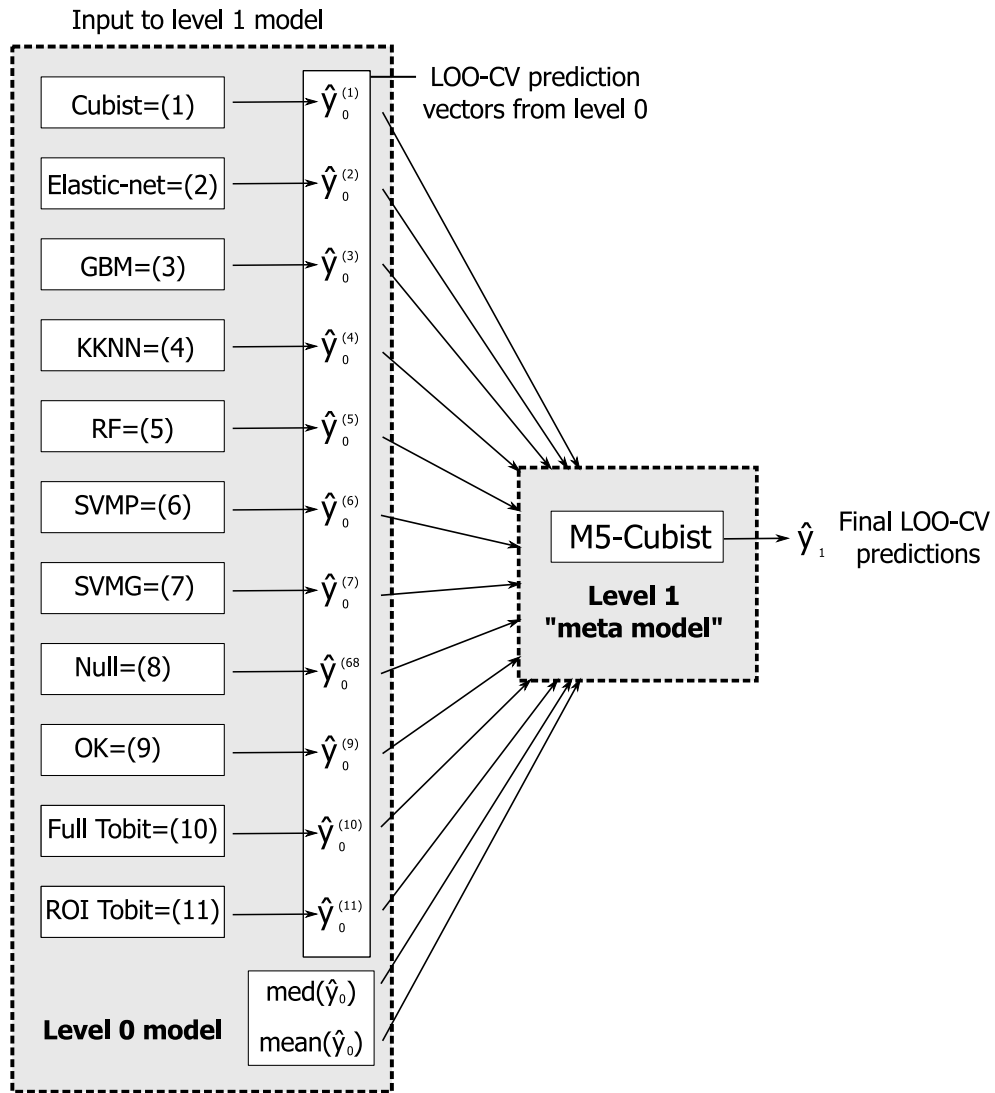 Input to level 1 model
LOO-CV prediction
vectors from level 0
Cubist=(1) ŷ₀⁽¹⁾
Elastic-net=(2) ŷ₀⁽²⁾
GBM=(3) ŷ₀⁽³⁾
KKNN=(4) ŷ₀⁽⁴⁾
RF=(5) ŷ₀⁽⁵⁾
SVMP=(6) ŷ₀⁽⁶⁾
SVMG=(7) ŷ₀⁽⁷⁾
Null=(8) ŷ₀⁽⁶⁸
OK=(9) ŷ₀⁽⁹⁾
Full Tobit=(10) ŷ₀⁽¹⁰⁾
ROI Tobit=(11) ŷ₀⁽¹¹⁾
med(ŷ₀)
mean(ŷ₀)
Level 0 model
M5-Cubist
Level 1
"meta model"
ŷ₁
Final LOO-CV
predictions